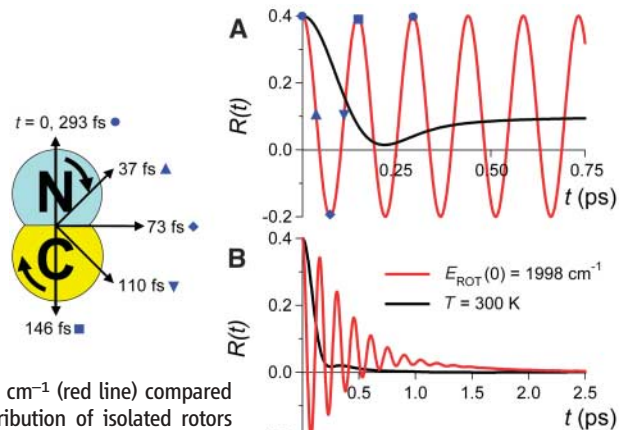 A
0.4
0.2
0.0
-0.2
R(t)
0.25
0.50
0.75
t (ps)
t = 0, 293 fs
N
37 fs
73 fs
C
110 fs
146 fs
B
0.4
0.2
0.0
R(t)
E_ROT(0) = 1998 cm⁻¹
T = 300 K
0.5
1.0
1.5
2.0
2.5
t (ps)
cm⁻¹ (red line) compared
ribution of isolated rotors